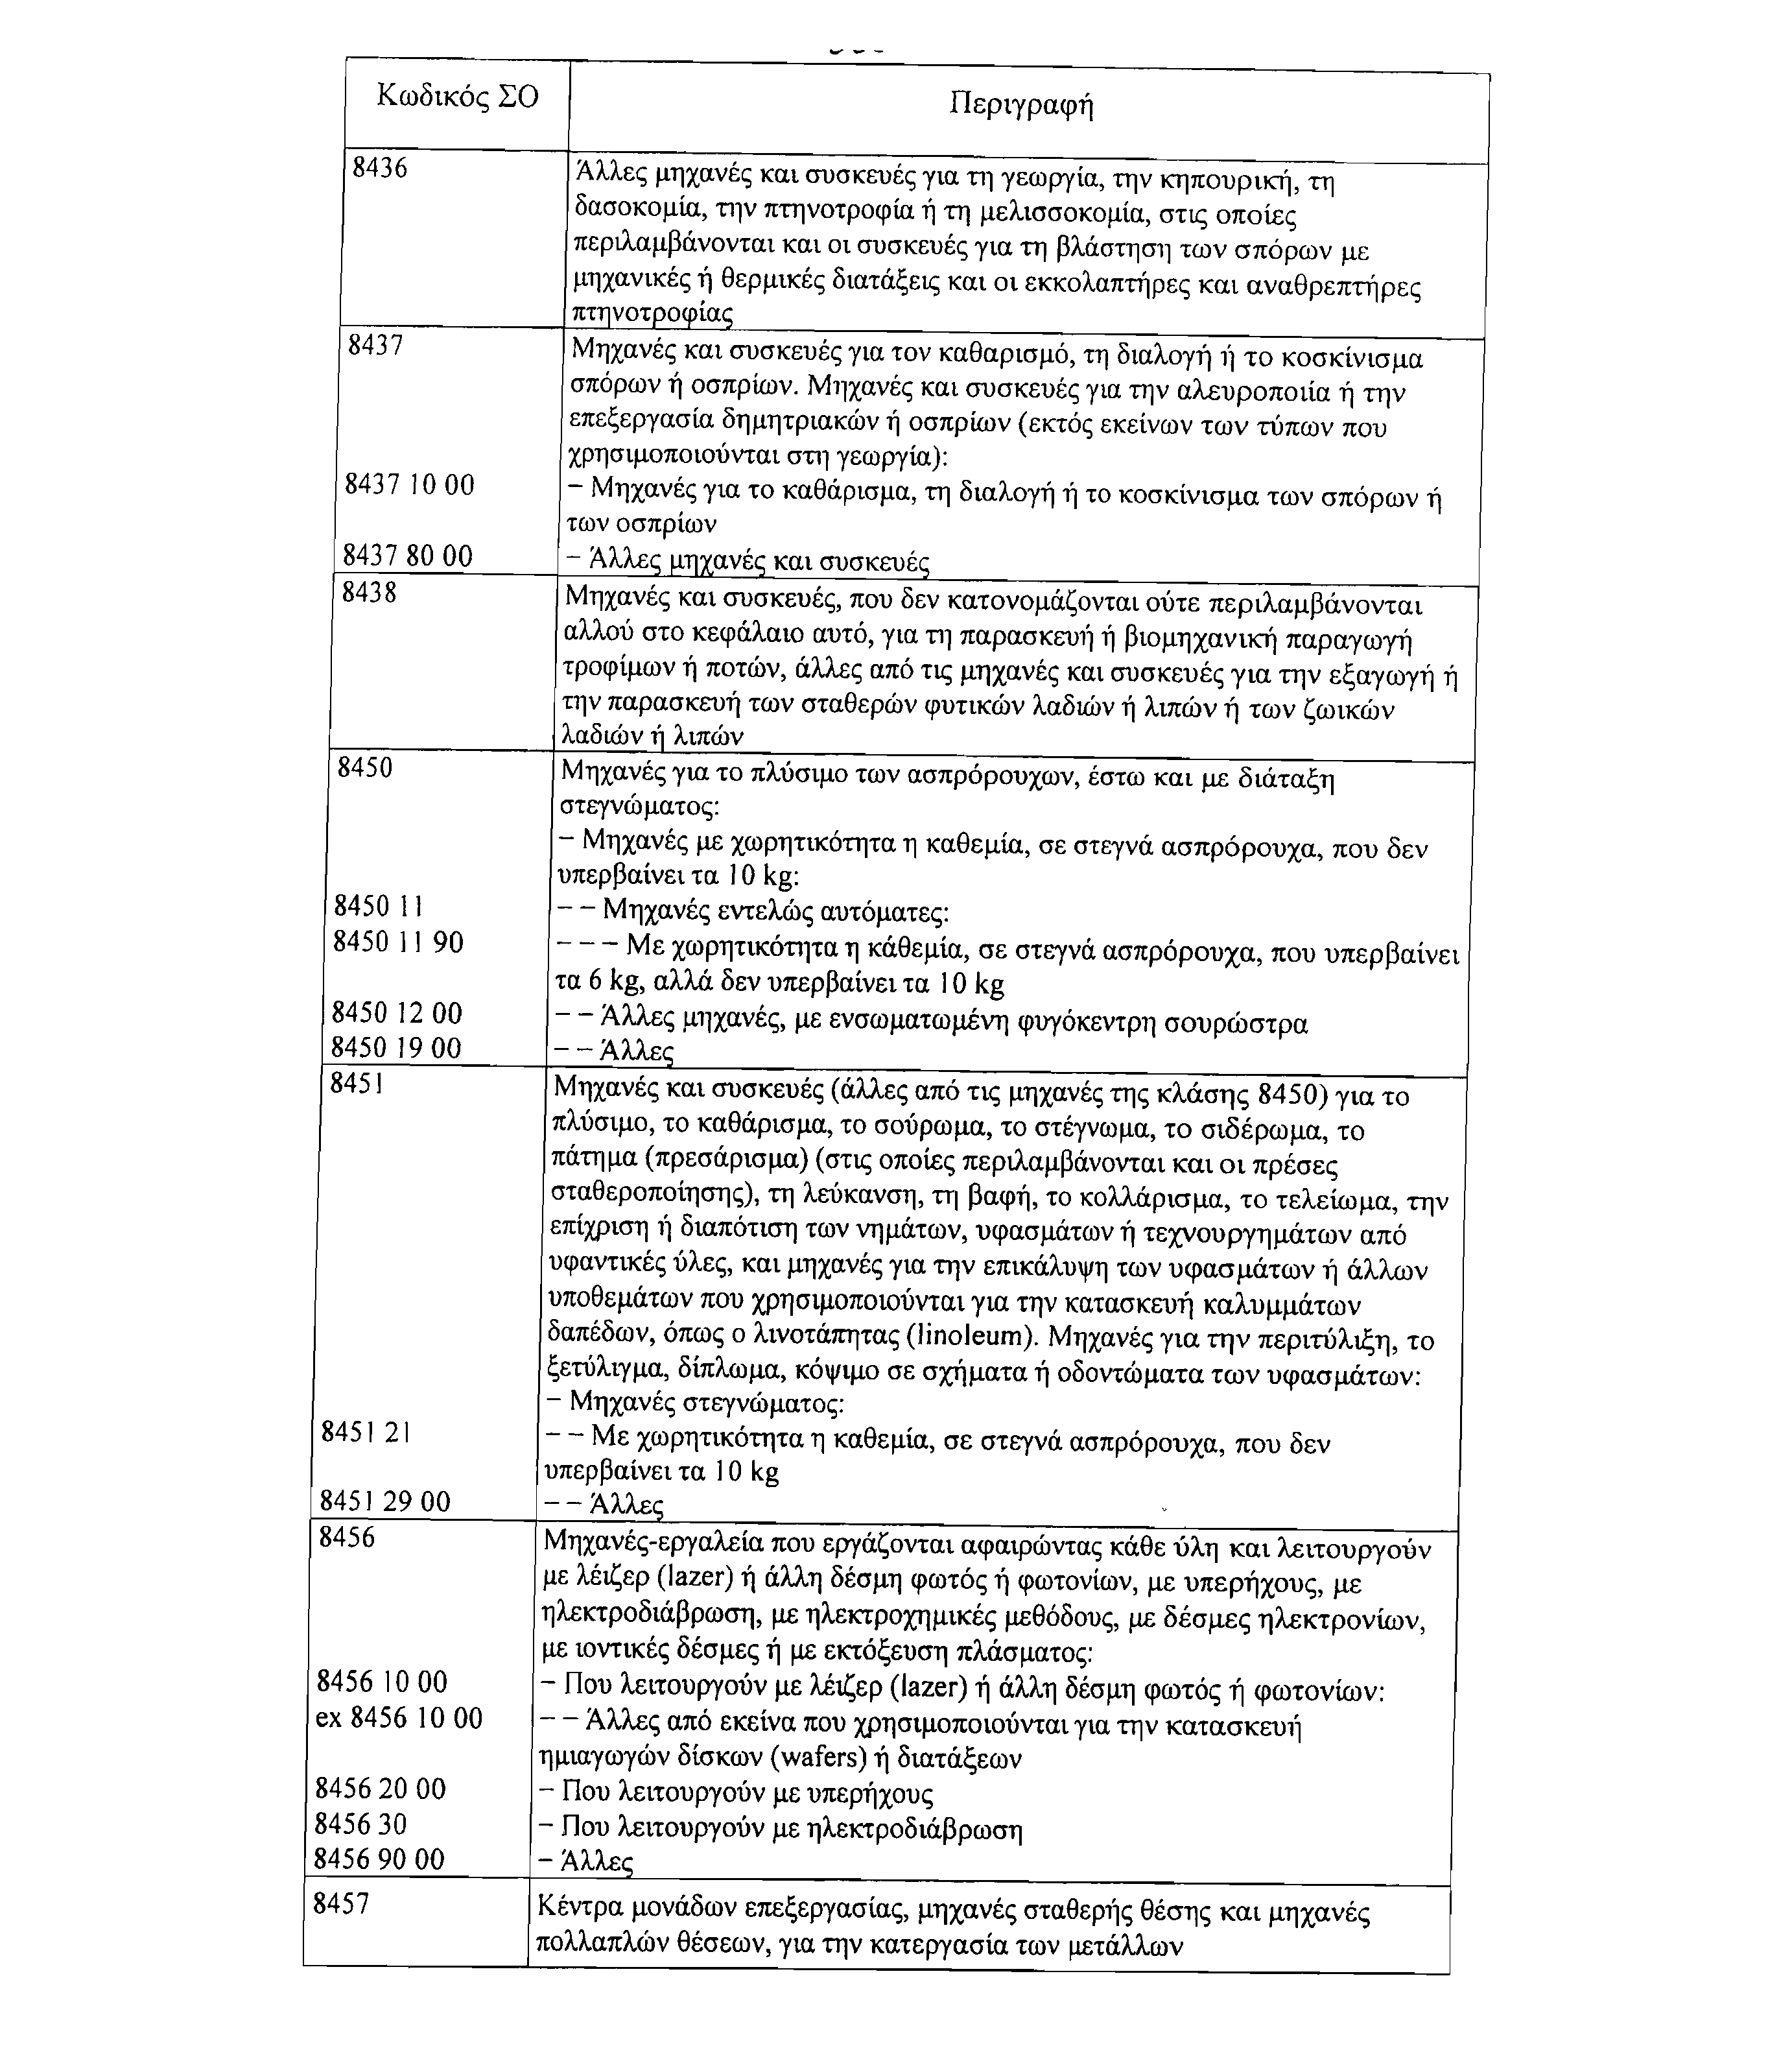 Κωδικός ΣΟ
Περιγραφή
8436
Άλλες μηχανές και συσκευές για τη γεωργία, την κηπουρική, τη
δασοκομία, την πτηνοτροφία ή τη μελισσοκομία, στις οποίες
περιλαμβάνονται και οι συσκευές για τη βλάστηση των σπόρων με
μηχανικές ή θερμικές διατάξεις και οι εκκολαπτήρες και αναθρεπτήρες
πτηνοτροφίας
8437
Μηχανές και συσκευές για τον καθαρισμό, τη διαλογή ή το κοσκίνισμα
σπόρων ή οσπρίων. Μηχανές και συσκευές για την αλευροποιία ή την
επεξεργασία δημητριακών ή οσπρίων (εκτός εκείνων των τύπων που
χρησιμοποιούνται στη γεωργία):
8437 10 00
– Μηχανές για το καθάρισμα, τη διαλογή ή το κοσκίνισμα των σπόρων ή
των οσπρίων
8437 80 00
– Άλλες μηχανές και συσκευές
8438
Μηχανές και συσκευές, που δεν κατονομάζονται ούτε περιλαμβάνονται
αλλού στο κεφάλαιο αυτό, για τη παρασκευή ή βιομηχανική παραγωγή
τροφίμων ή ποτών, άλλες από τις μηχανές και συσκευές για την εξαγωγή ή
την παρασκευή των σταθερών φυτικών λαδιών ή λιπών ή των ζωικών
λαδιών ή λιπών
8450
Μηχανές για το πλύσιμο των ασπρόρουχων, έστω και με διάταξη
στεγνώματος:
– Μηχανές με χωρητικότητα η καθεμία, σε στεγνά ασπρόρουχα, που δεν
υπερβαίνει τα 10 kg:
8450 11
– – Μηχανές εντελώς αυτόματες:
8450 11 90
– – – Με χωρητικότητα η κάθεμία, σε στεγνά ασπρόρουχα, που υπερβαίνει
τα 6 kg, αλλά δεν υπερβαίνει τα 10 kg
8450 12 00
– – Άλλες μηχανές, με ενσωματωμένη φυγόκεντρη σουρώστρα
8450 19 00
– – Άλλες
8451
Μηχανές και συσκευές (άλλες από τις μηχανές της κλάσης 8450) για το
πλύσιμο, το καθάρισμα, το σούρωμα, το στέγνωμα, το σιδέρωμα, το
πάτημα (πρεσάρισμα) (στις οποίες περιλαμβάνονται και οι πρέσες
σταθεροποίησης), τη λεύκανση, τη βαφή, το κολλάρισμα, το τελείωμα, την
επίχριση ή διαπότιση των νημάτων, υφασμάτων ή τεχνουργημάτων από
υφαντικές ύλες, και μηχανές για την επικάλυψη των υφασμάτων ή άλλων
υποθεμάτων που χρησιμοποιούνται για την κατασκευή καλυμμάτων
δαπέδων, όπως ο λινοτάπητας (linoleum). Μηχανές για την περιτύλιξη, το
ξετύλιγμα, δίπλωμα, κόψιμο σε σχήματα ή οδοντώματα των υφασμάτων:
– Μηχανές στεγνώματος:
8451 21
– – Με χωρητικότητα η καθεμία, σε στεγνά ασπρόρουχα, που δεν
υπερβαίνει τα 10 kg
8451 29 00
– – Άλλες
8456
Μηχανές-εργαλεία που εργάζονται αφαιρώντας κάθε ύλη και λειτουργούν
με λέιζερ (lazer) ή άλλη δέσμη φωτός ή φωτονίων, με υπερήχους, με
ηλεκτροδιάβρωση, με ηλεκτροχημικές μεθόδους, με δέσμες ηλεκτρονίων,
με ιοντικές δέσμες ή με εκτόξευση πλάσματος:
8456 10 00
– Που λειτουργούν με λέιζερ (lazer) ή άλλη δέσμη φωτός ή φωτονίων:
ex 8456 10 00
– – Άλλες από εκείνα που χρησιμοποιούνται για την κατασκευή
ημιαγωγών δίσκων (wafers) ή διατάξεων
8456 20 00
– Που λειτουργούν με υπερήχους
8456 30
– Που λειτουργούν με ηλεκτροδιάβρωση
8456 90 00
– Άλλες
8457
Κέντρα μονάδων επεξεργασίας, μηχανές σταθερής θέσης και μηχανές
πολλαπλών θέσεων, για την κατεργασία των μετάλλων